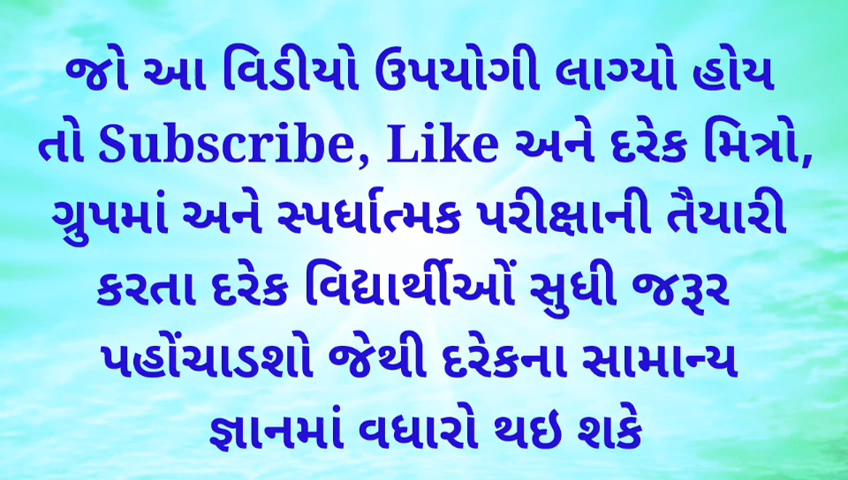 જો આ વિડીયો ઉપયોગી લાગ્યો હોય
તો Subscribe, Like અને દરેક મિત્રો,
ગ્રુપમાં અને સ્પર્ધાત્મક પરીક્ષાની તૈયારી
કરતા દરેક વિદ્યાર્થીઓં સુધી જરૂર
પહોંચાડશો જેથી દરેકના સામાન્ય
જ્ઞાનમાં વધારો થઇ શકે